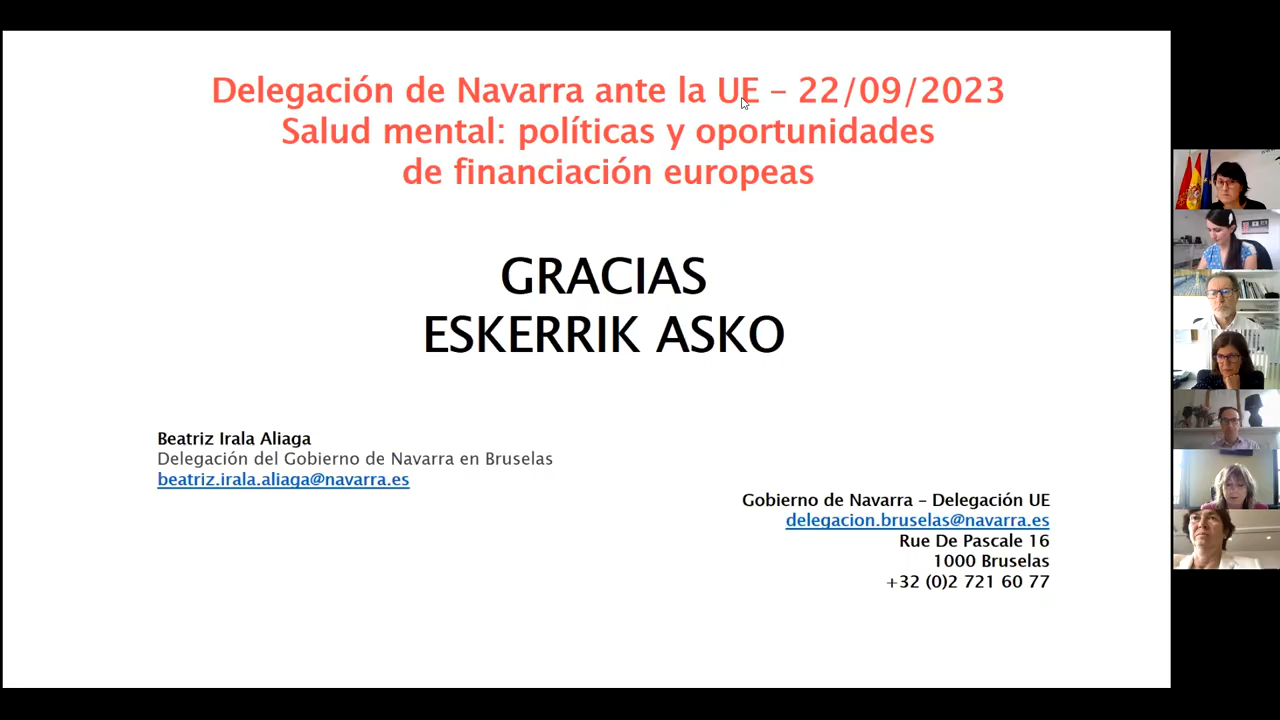 Delegación de Navarra ante la UE – 22/09/2023
Salud mental: políticas y oportunidades
de financiación europeas
GRACIAS
ESKERRIK ASKO
Beatriz Irala Aliaga
Delegación del Gobierno de Navarra en Bruselas
beatriz.irala.aliaga@navarra.es
Gobierno de Navarra – Delegación UE
delegacion.bruselas@navarra.es
Rue De Pascale 16
1000 Bruselas
+32 (0)2 721 60 77